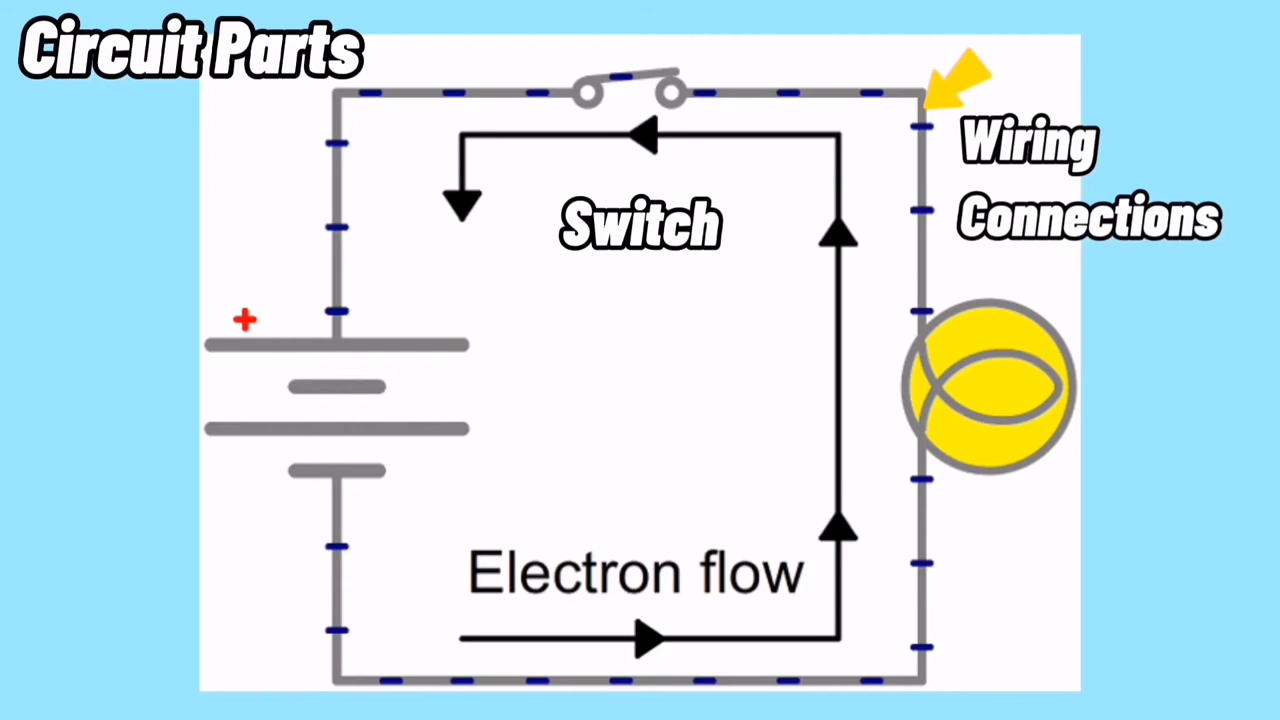 Circuit Parts
Wiring
Connections
Switch
+
Electron flow